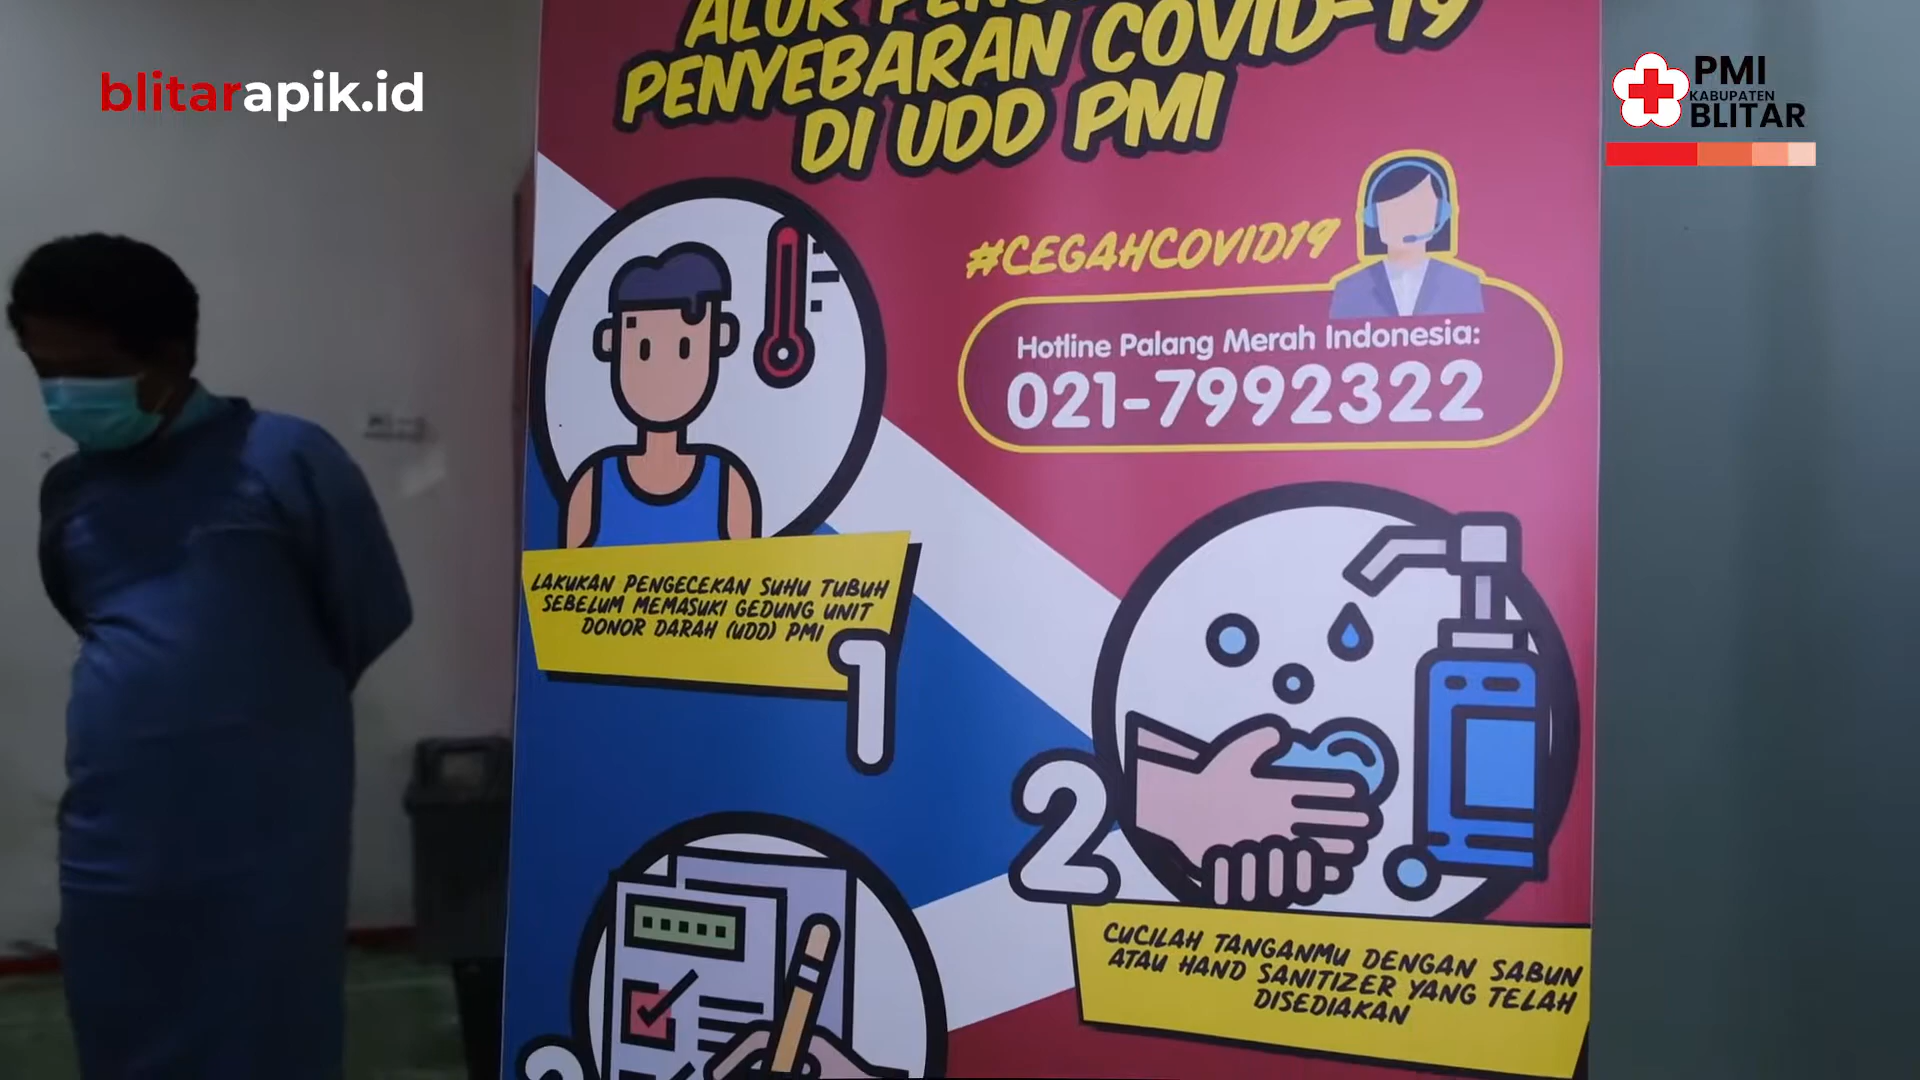 blitarapik.id
PMI
KABUPATEN
BLITAR
ALUR
PENYEBARAN COVID-19
DI UDD PMI
#CEGAHCOVID19
Hotline Palang Merah Indonesia:
021-7992322
LAKUKAN PENGECEKAN SUHU TUBUH
SEBELUM MEMASUKI GEDUNG UNIT
DONOR DARAH (UDD) PMI
1
2
CUCILAH TANGANMU DENGAN SABUN
ATAU HAND SANITIZER YANG TELAH
DISEDIAKAN